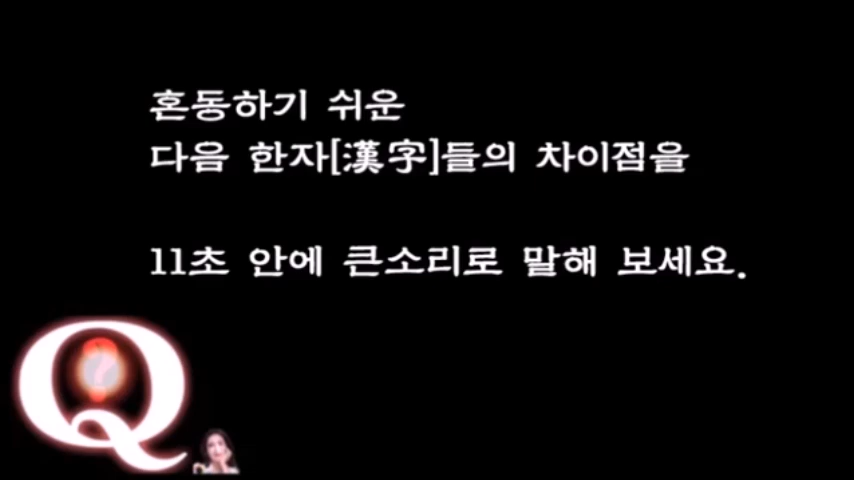 혼동하기 쉬운
다음 한자[漢字]들의 차이점을
11초 안에 큰소리로 말해 보세요.
Q